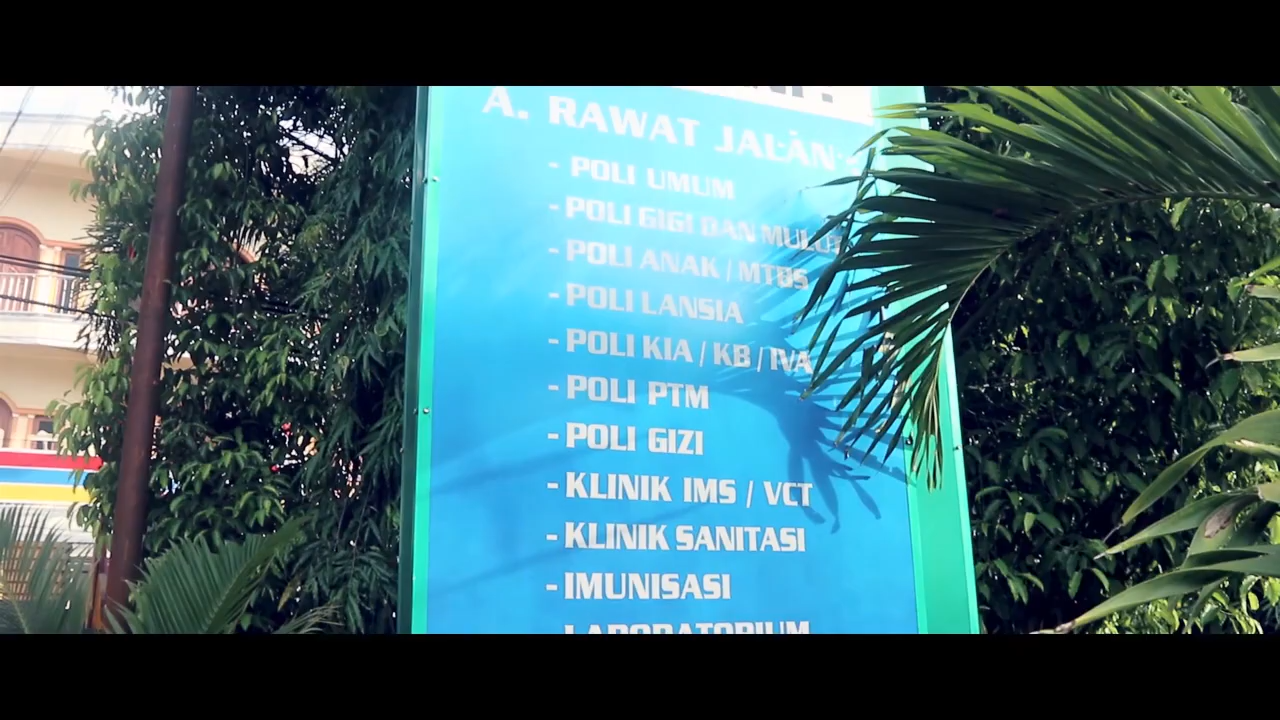 A. RAWAT JALAN
- POLI UMUM
- POLI GIGI DAN MULUT
- POLI ANAK / MTBS
- POLI LANSIA
- POLI KIA / KB / IVA
- POLI PTM
- POLI GIZI
- KLINIK IMS / VCT
- KLINIK SANITASI
- IMUNISASI
LABORATORIUM